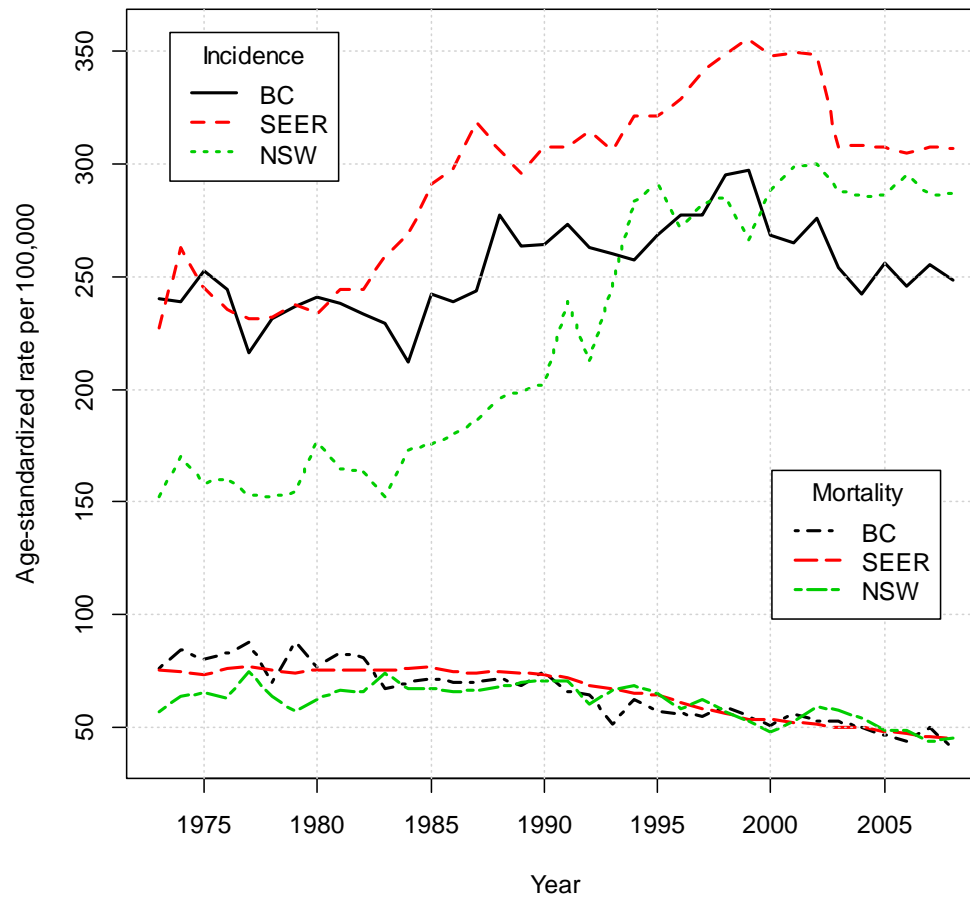 350
300
250
200
150
100
50
Age-standardized rate per 100,000
Incidence
BC
SEER
NSW
Mortality
BC
SEER
NSW
1975 1980 1985 1990 1995 2000 2005
Year